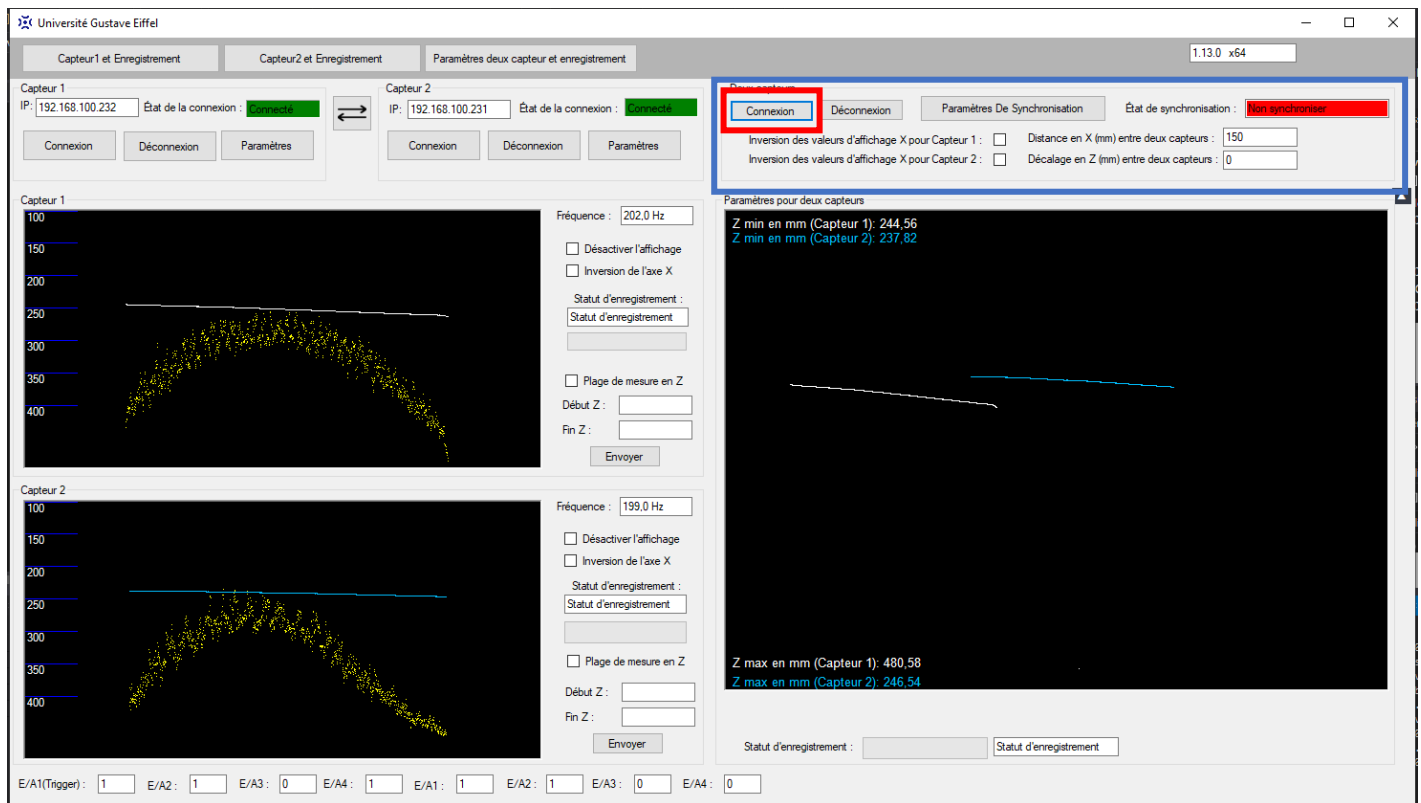 Université Gustave Eiffel
Capteur1 et Enregistrement
Capteur2 et Enregistrement
Paramètres deux capteur et enregistrement
1.13.0 x64
Capteur 1
IP: 192.168.100.232 État de la connexion : Connecté
Connexion Déconnexion Paramètres
Capteur 2
IP: 192.168.100.231 État de la connexion : Connecté
Connexion Déconnexion Paramètres
Deux capteurs
Connexion Déconnexion Paramètres De Synchronisation État de synchronisation : Non synchroniser
Inversion des valeurs d'affichage X pour Capteur 1 : Distance en X (mm) entre deux capteurs : 150
Inversion des valeurs d'affichage X pour Capteur 2 : Décalage en Z (mm) entre deux capteurs : 0
Capteur 1
100
150
200
250
300
350
400
Fréquence : 202,0 Hz
Désactiver l'affichage
Inversion de l'axe X
Statut d'enregistrement :
Statut d'enregistrement
Plage de mesure en Z
Début Z :
Fin Z :
Envoyer
Capteur 2
100
150
200
250
300
350
400
Fréquence : 199,0 Hz
Désactiver l'affichage
Inversion de l'axe X
Statut d'enregistrement :
Statut d'enregistrement
Plage de mesure en Z
Début Z :
Fin Z :
Envoyer
Paramètres pour deux capteurs
Z min en mm (Capteur 1): 244,56
Z min en mm (Capteur 2): 237,82
Z max en mm (Capteur 1): 480,58
Z max en mm (Capteur 2): 246,54
Statut d'enregistrement : Statut d'enregistrement
E/A1(Trigger) : 1 E/A2 : 1 E/A3 : 0 E/A4 : 1 E/A1 : 1 E/A2 : 1 E/A3 : 0 E/A4 : 0